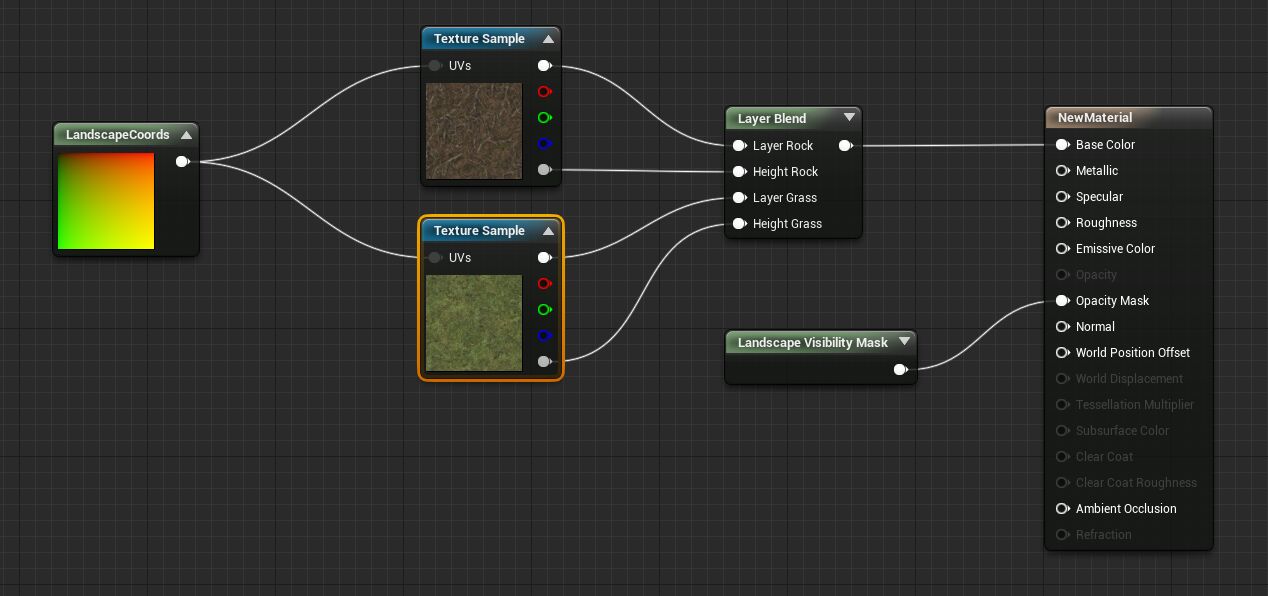 LandscapeCoords
Texture Sample
UVs
Texture Sample
UVs
Layer Blend
Layer Rock
Height Rock
Layer Grass
Height Grass
Landscape Visibility Mask
NewMaterial
Base Color
Metallic
Specular
Roughness
Emissive Color
Opacity
Opacity Mask
Normal
World Position Offset
World Displacement
Tessellation Multiplier
Subsurface Color
Clear Coat
Clear Coat Roughness
Ambient Occlusion
Refraction